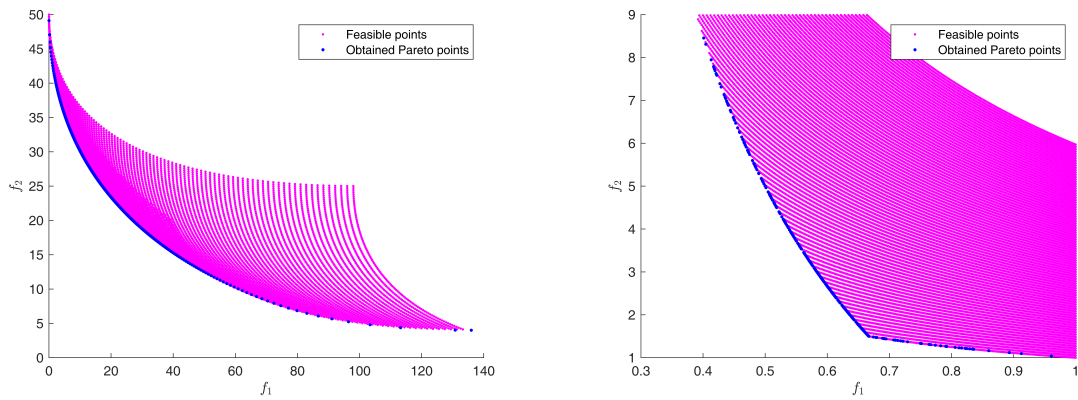 50
45
40
35
30
25
20
15
10
5
0
f₂
0 20 40 60 80 100 120 140
f₁
Feasible points
Obtained Pareto points
9
8
7
6
5
4
3
2
1
f₂
0.3 0.4 0.5 0.6 0.7 0.8 0.9 1
f₁
Feasible points
Obtained Pareto points